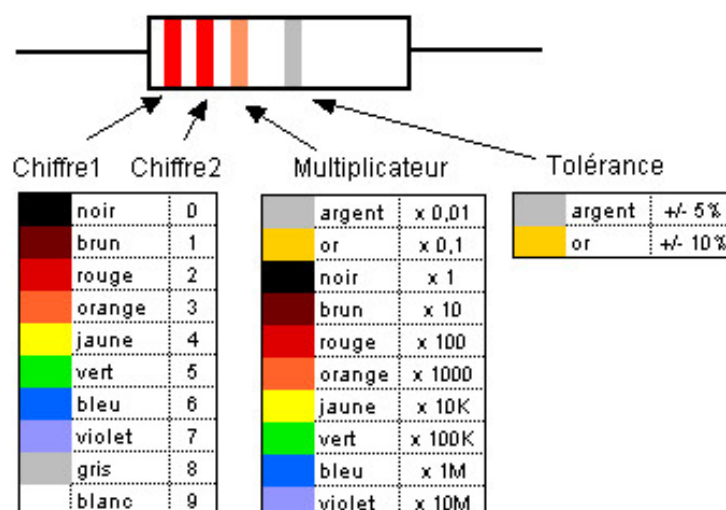 Chiffre1 Chiffre2 Multiplicateur Tolérance
noir 0
brun 1
rouge 2
orange 3
jaune 4
vert 5
bleu 6
violet 7
gris 8
blanc 9
argent x 0,01
or x 0,1
noir x 1
brun x 10
rouge x 100
orange x 1000
jaune x 10K
vert x 100K
bleu x 1M
violet x 10M
argent +/- 5%
or +/- 10%